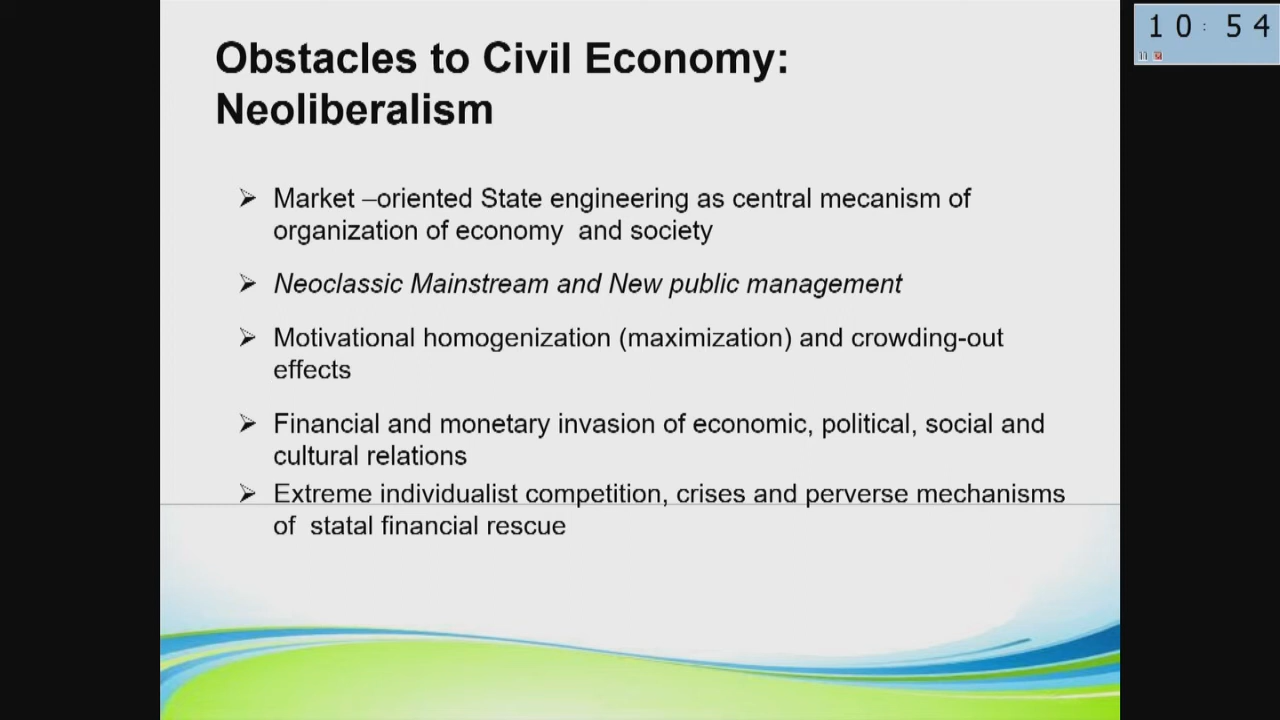 Obstacles to Civil Economy:
Neoliberalism
10:54
Market –oriented State engineering as central mecanism of
organization of economy and society
Neoclassic Mainstream and New public management
Motivational homogenization (maximization) and crowding-out
effects
Financial and monetary invasion of economic, political, social and
cultural relations
Extreme individualist competition, crises and perverse mechanisms
of statal financial rescue